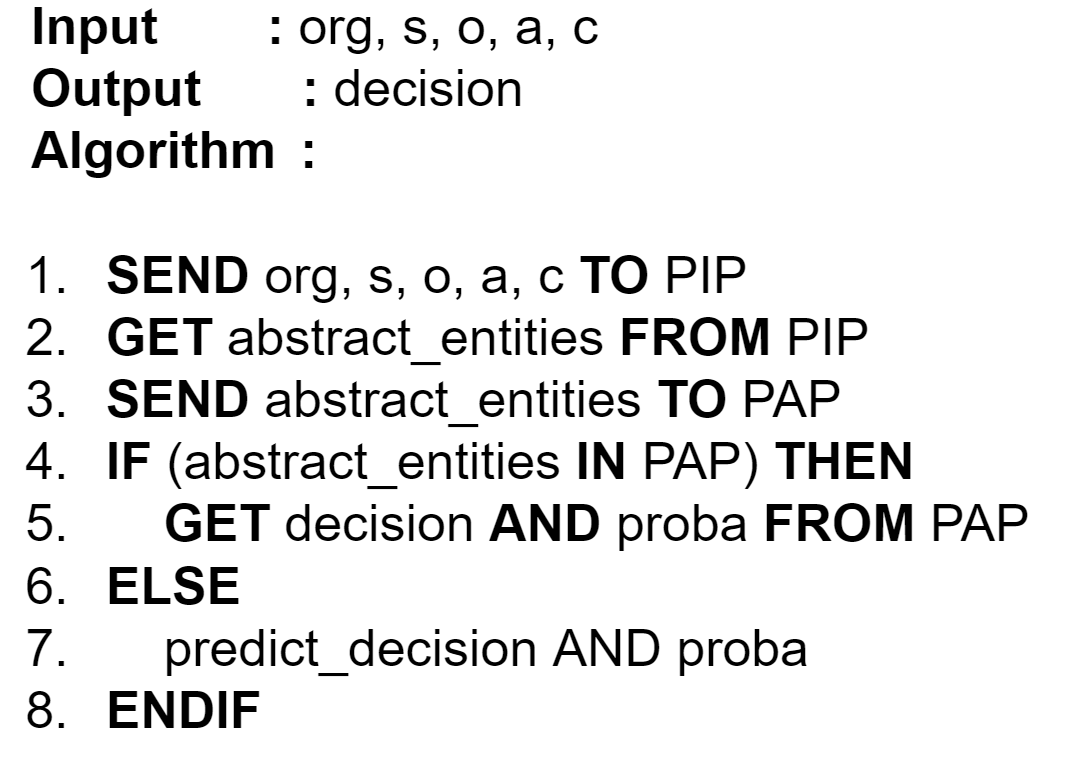 Input : org, s, o, a, c
Output : decision
Algorithm :
1. SEND org, s, o, a, c TO PIP
2. GET abstract_entities FROM PIP
3. SEND abstract_entities TO PAP
4. IF (abstract_entities IN PAP) THEN
5. GET decision AND proba FROM PAP
6. ELSE
7. predict_decision AND proba
8. ENDIF